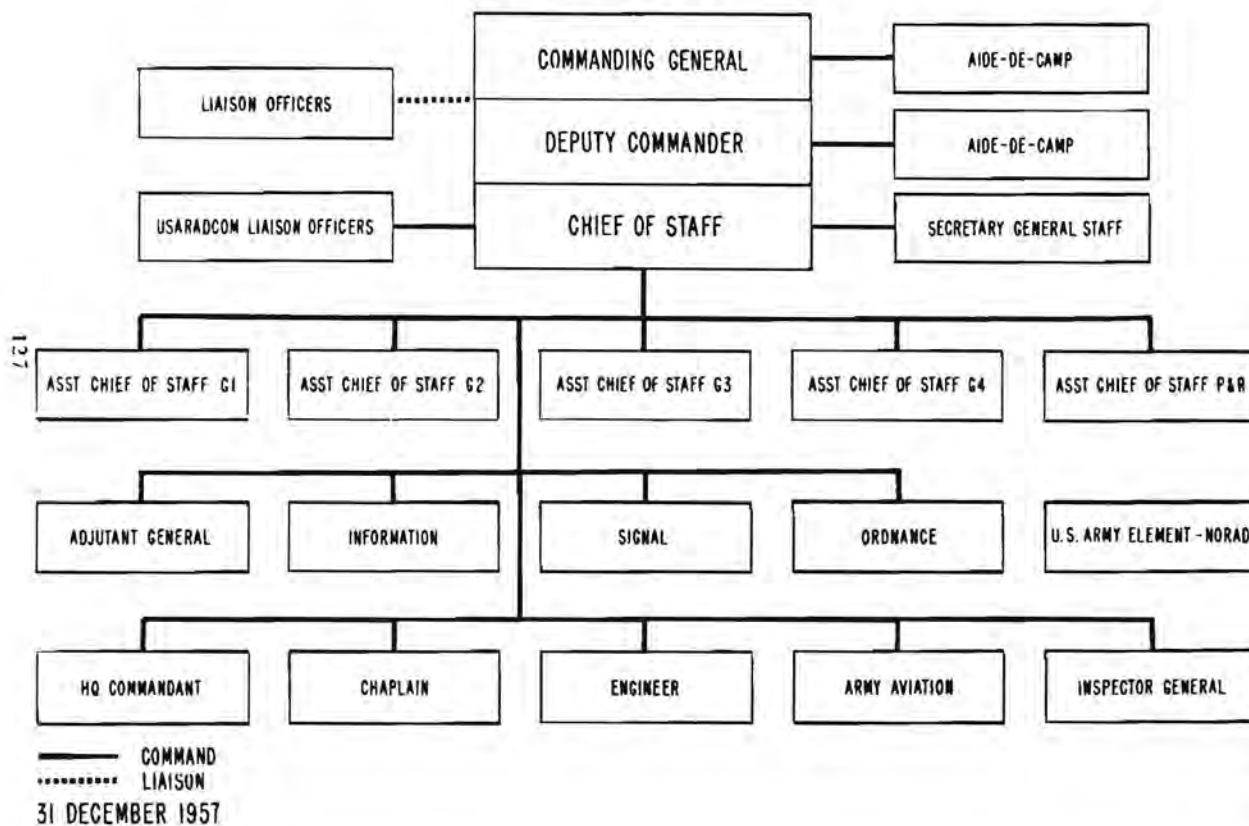 COMMANDING GENERAL
AIDE-DE-CAMP
LIAISON OFFICERS
DEPUTY COMMANDER
AIDE-DE-CAMP
USARADCOM LIAISON OFFICERS
CHIEF OF STAFF
SECRETARY GENERAL STAFF
127
ASST CHIEF OF STAFF G1
ASST CHIEF OF STAFF G2
ASST CHIEF OF STAFF G3
ASST CHIEF OF STAFF G4
ASST CHIEF OF STAFF P&R
ADJUTANT GENERAL
INFORMATION
SIGNAL
ORDNANCE
U.S. ARMY ELEMENT-NORAD
HQ COMMANDANT
CHAPLAIN
ENGINEER
ARMY AVIATION
INSPECTOR GENERAL
COMMAND
LIAISON
31 DECEMBER 1957